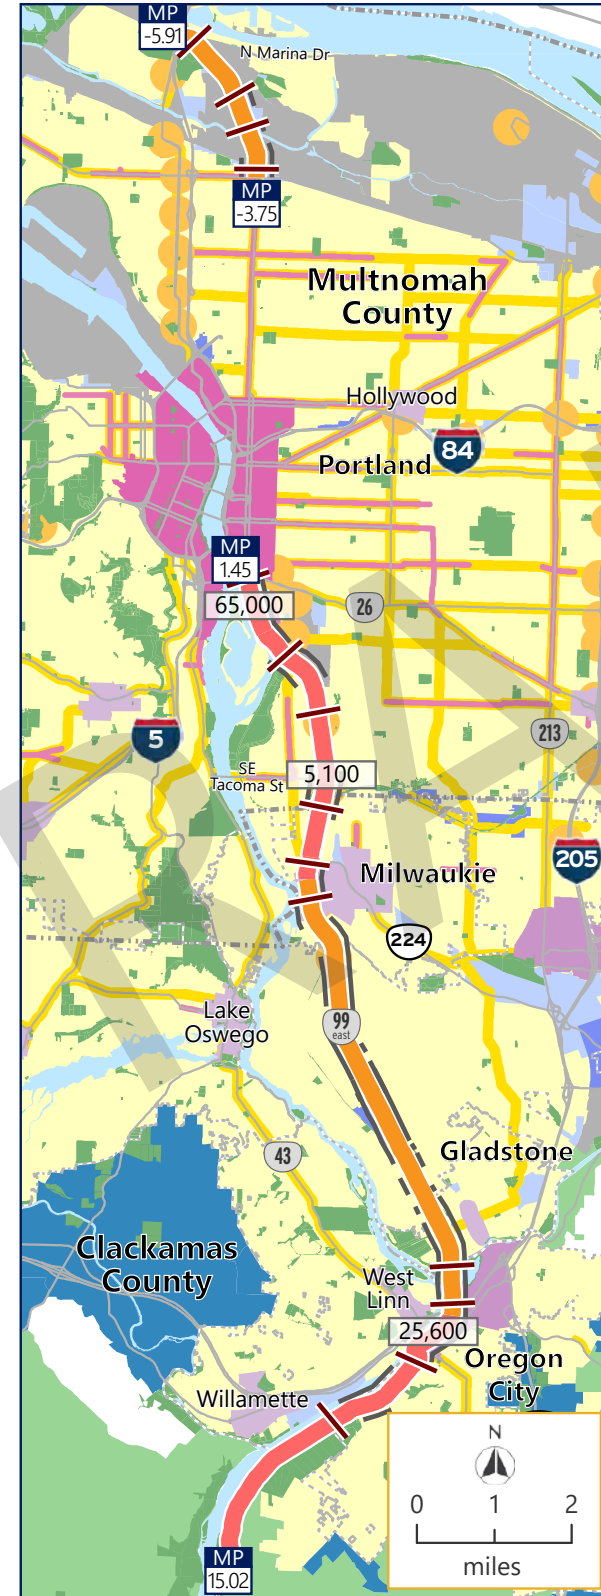 MP
-5.91
N Marina Dr
MP
-3.75
Multnomah
County
Hollywood
84
Portland
MP
1.45
65,000
26
213
5
SE
Tacoma St
5,100
205
Milwaukie
224
Lake
Oswego
99
east
43
Gladstone
Clackamas
County
West
Linn
25,600
Oregon
City
Willamette
N
0 1 2
miles
MP
15.02